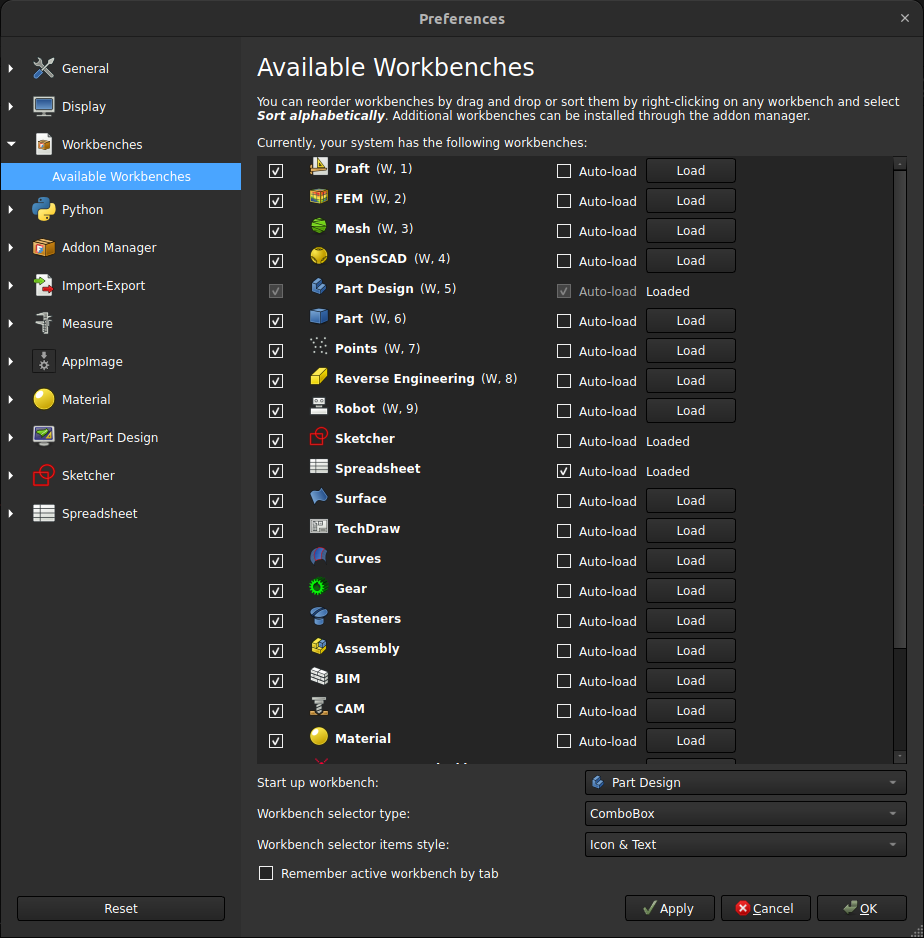 Preferences
General
Display
Workbenches
Available Workbenches
Python
Addon Manager
Import-Export
Measure
AppImage
Material
Part/Part Design
Sketcher
Spreadsheet
Reset
Available Workbenches
You can reorder workbenches by drag and drop or sort them by right-clicking on any workbench and select
Sort alphabetically. Additional workbenches can be installed through the addon manager.
Currently, your system has the following workbenches:
Draft (W, 1) Auto-load Load
FEM (W, 2) Auto-load Load
Mesh (W, 3) Auto-load Load
OpenSCAD (W, 4) Auto-load Load
Part Design (W, 5) Auto-load Loaded
Part (W, 6) Auto-load Load
Points (W, 7) Auto-load Load
Reverse Engineering (W, 8) Auto-load Load
Robot (W, 9) Auto-load Load
Sketcher Auto-load Loaded
Spreadsheet Auto-load Loaded
Surface Auto-load Load
TechDraw Auto-load Load
Curves Auto-load Load
Gear Auto-load Load
Fasteners Auto-load Load
Assembly Auto-load Load
BIM Auto-load Load
CAM Auto-load Load
Material Auto-load Load
Start up workbench: Part Design
Workbench selector type: ComboBox
Workbench selector items style: Icon & Text
Remember active workbench by tab
Apply Cancel OK